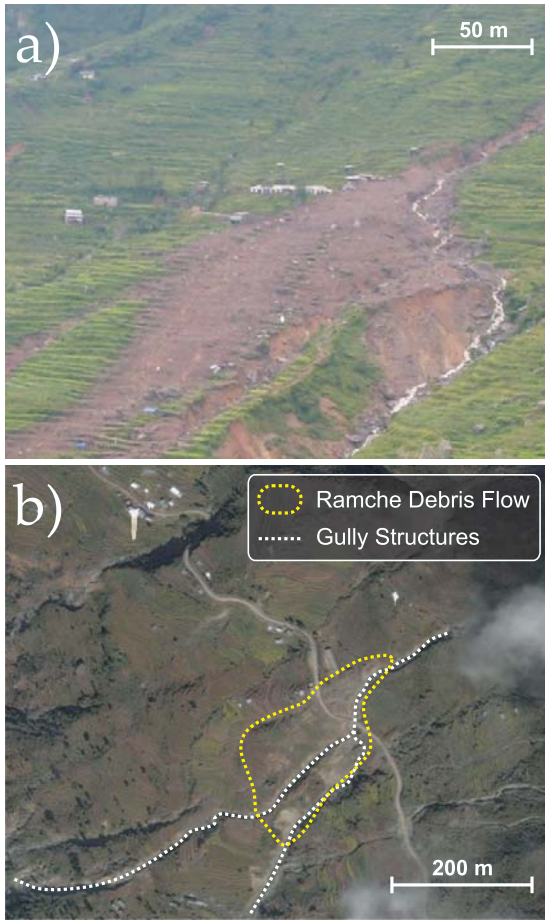 a)
50 m
b)
Ramche Debris Flow
Gully Structures
200 m